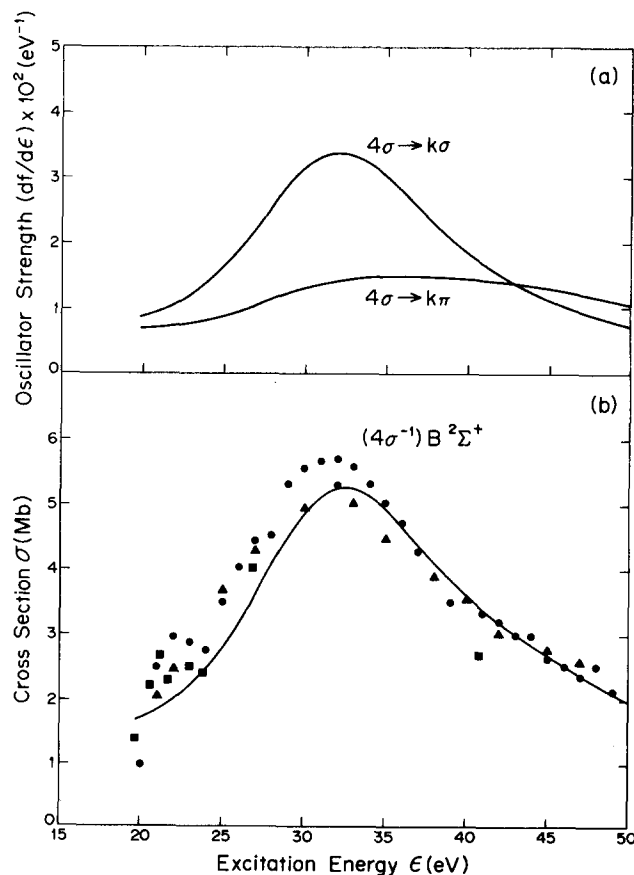 (a)
Oscillator Strength (df/dϵ) x 10² (eV⁻¹)
5
4
3
2
1
0
4σ→kσ
4σ→kπ
(b)
Cross Section σ(Mb)
6
5
4
3
2
1
0
(4σ⁻¹) B ²Σ⁺
15 20 25 30 35 40 45 50
Excitation Energy ϵ(eV)